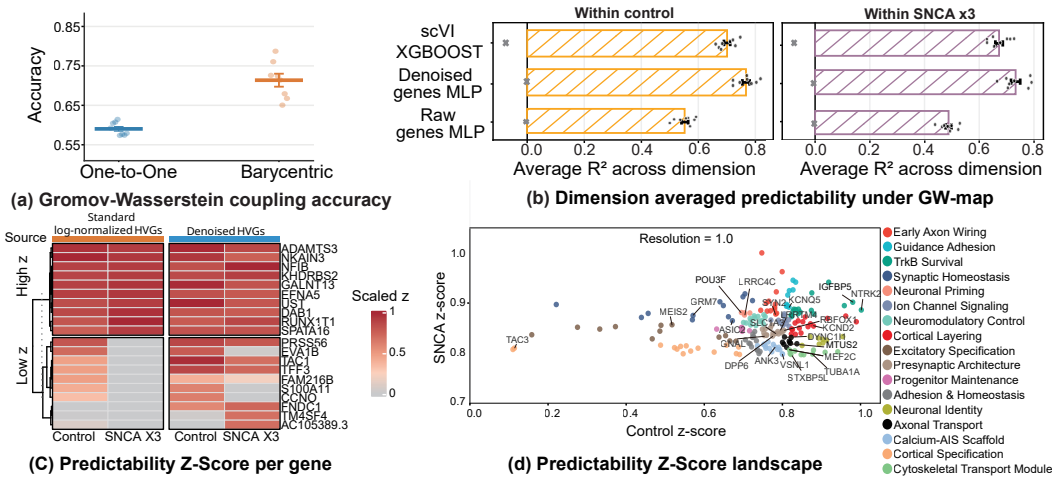 0.85
0.75
0.65
0.55
Accuracy
One-to-One
Barycentric
(a) Gromov-Wasserstein coupling accuracy
Within control
Within SNCA x3
scVI
XGBOOST
Denoised
genes MLP
Raw
genes MLP
0.0 0.2 0.4 0.6 0.8
Average R² across dimension
0.0 0.2 0.4 0.6 0.8
Average R² across dimension
(b) Dimension averaged predictability under GW-map
Source
Standard
log-normalized HVGs
Denoised HVGs
High z
Low z
ADAMTS3
NKAIN3
NFIB
KHDRBS2
GALNT13
EFNA5
UST
DAB1
RUNX1T1
SPATA16
PRSS56
EVA1B
TAC1
TFF3
FAM216B
S100A11
CCNO
FNDC1
TM4SF4
AC105389.3
Control SNCA X3 Control SNCA X3
Scaled z
1
0
(C) Predictability Z-Score per gene
Resolution = 1.0
SNCA z-score
1.0
0.9
0.8
0.7
0.0 0.2 0.4 0.6 0.8 1.0
Control z-score
TAC3
MEIS2
GRM7
POU3F
LRRC4C
SYN2
KCNQ5
IGFBP5
NTRK2
LRRTM4
RBFOX1
ASIC2
SLC1A2
KCND2
GNAL
DYNC1I1
MTUS2
DPP6
ANK3
VSNL1
MEF2C
TUBA1A
STXBP5L
(d) Predictability Z-Score landscape
Early Axon Wiring
Guidance Adhesion
TrkB Survival
Synaptic Homeostasis
Neuronal Priming
Ion Channel Signaling
Neuromodulatory Control
Cortical Layering
Excitatory Specification
Presynaptic Architecture
Progenitor Maintenance
Adhesion & Homeostasis
Neuronal Identity
Axonal Transport
Calcium-AIS Scaffold
Cortical Specification
Cytoskeletal Transport Module